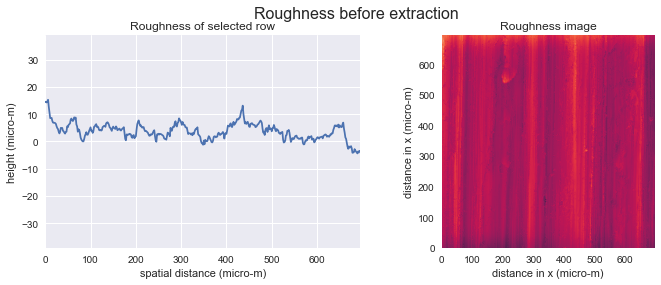 Roughness before extraction
Roughness of selected row
height (micro-m)
30
20
10
0
−10
−20
−30
0 100 200 300 400 500 600
spatial distance (micro-m)
Roughness image
distance in x (micro-m)
600
500
400
300
200
100
0
0 100 200 300 400 500 600
distance in x (micro-m)